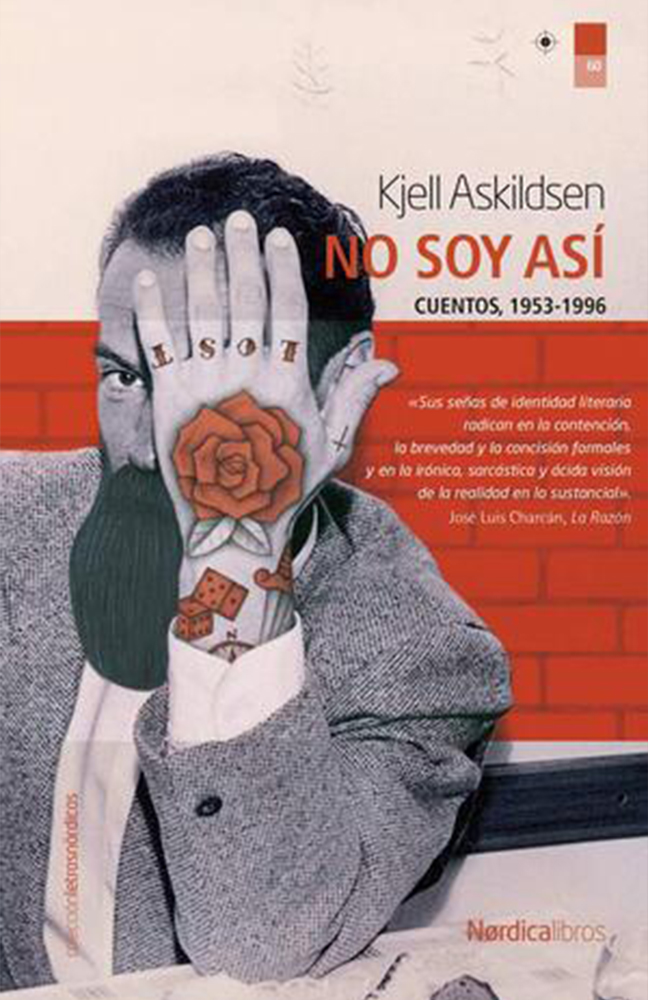 60
Kjell Askildsen
NO SOY ASÍ
CUENTOS, 1953-1996
LOST
«Sus señas de identidad literaria
radican en la contención,
la brevedad y la concisión formales
y en la irónica, sarcástica y ácida visión
de la realidad en lo sustancial».
José Luis Charcán, La Razón
N
colecciónletrasnórdicas
Nørdicalibros